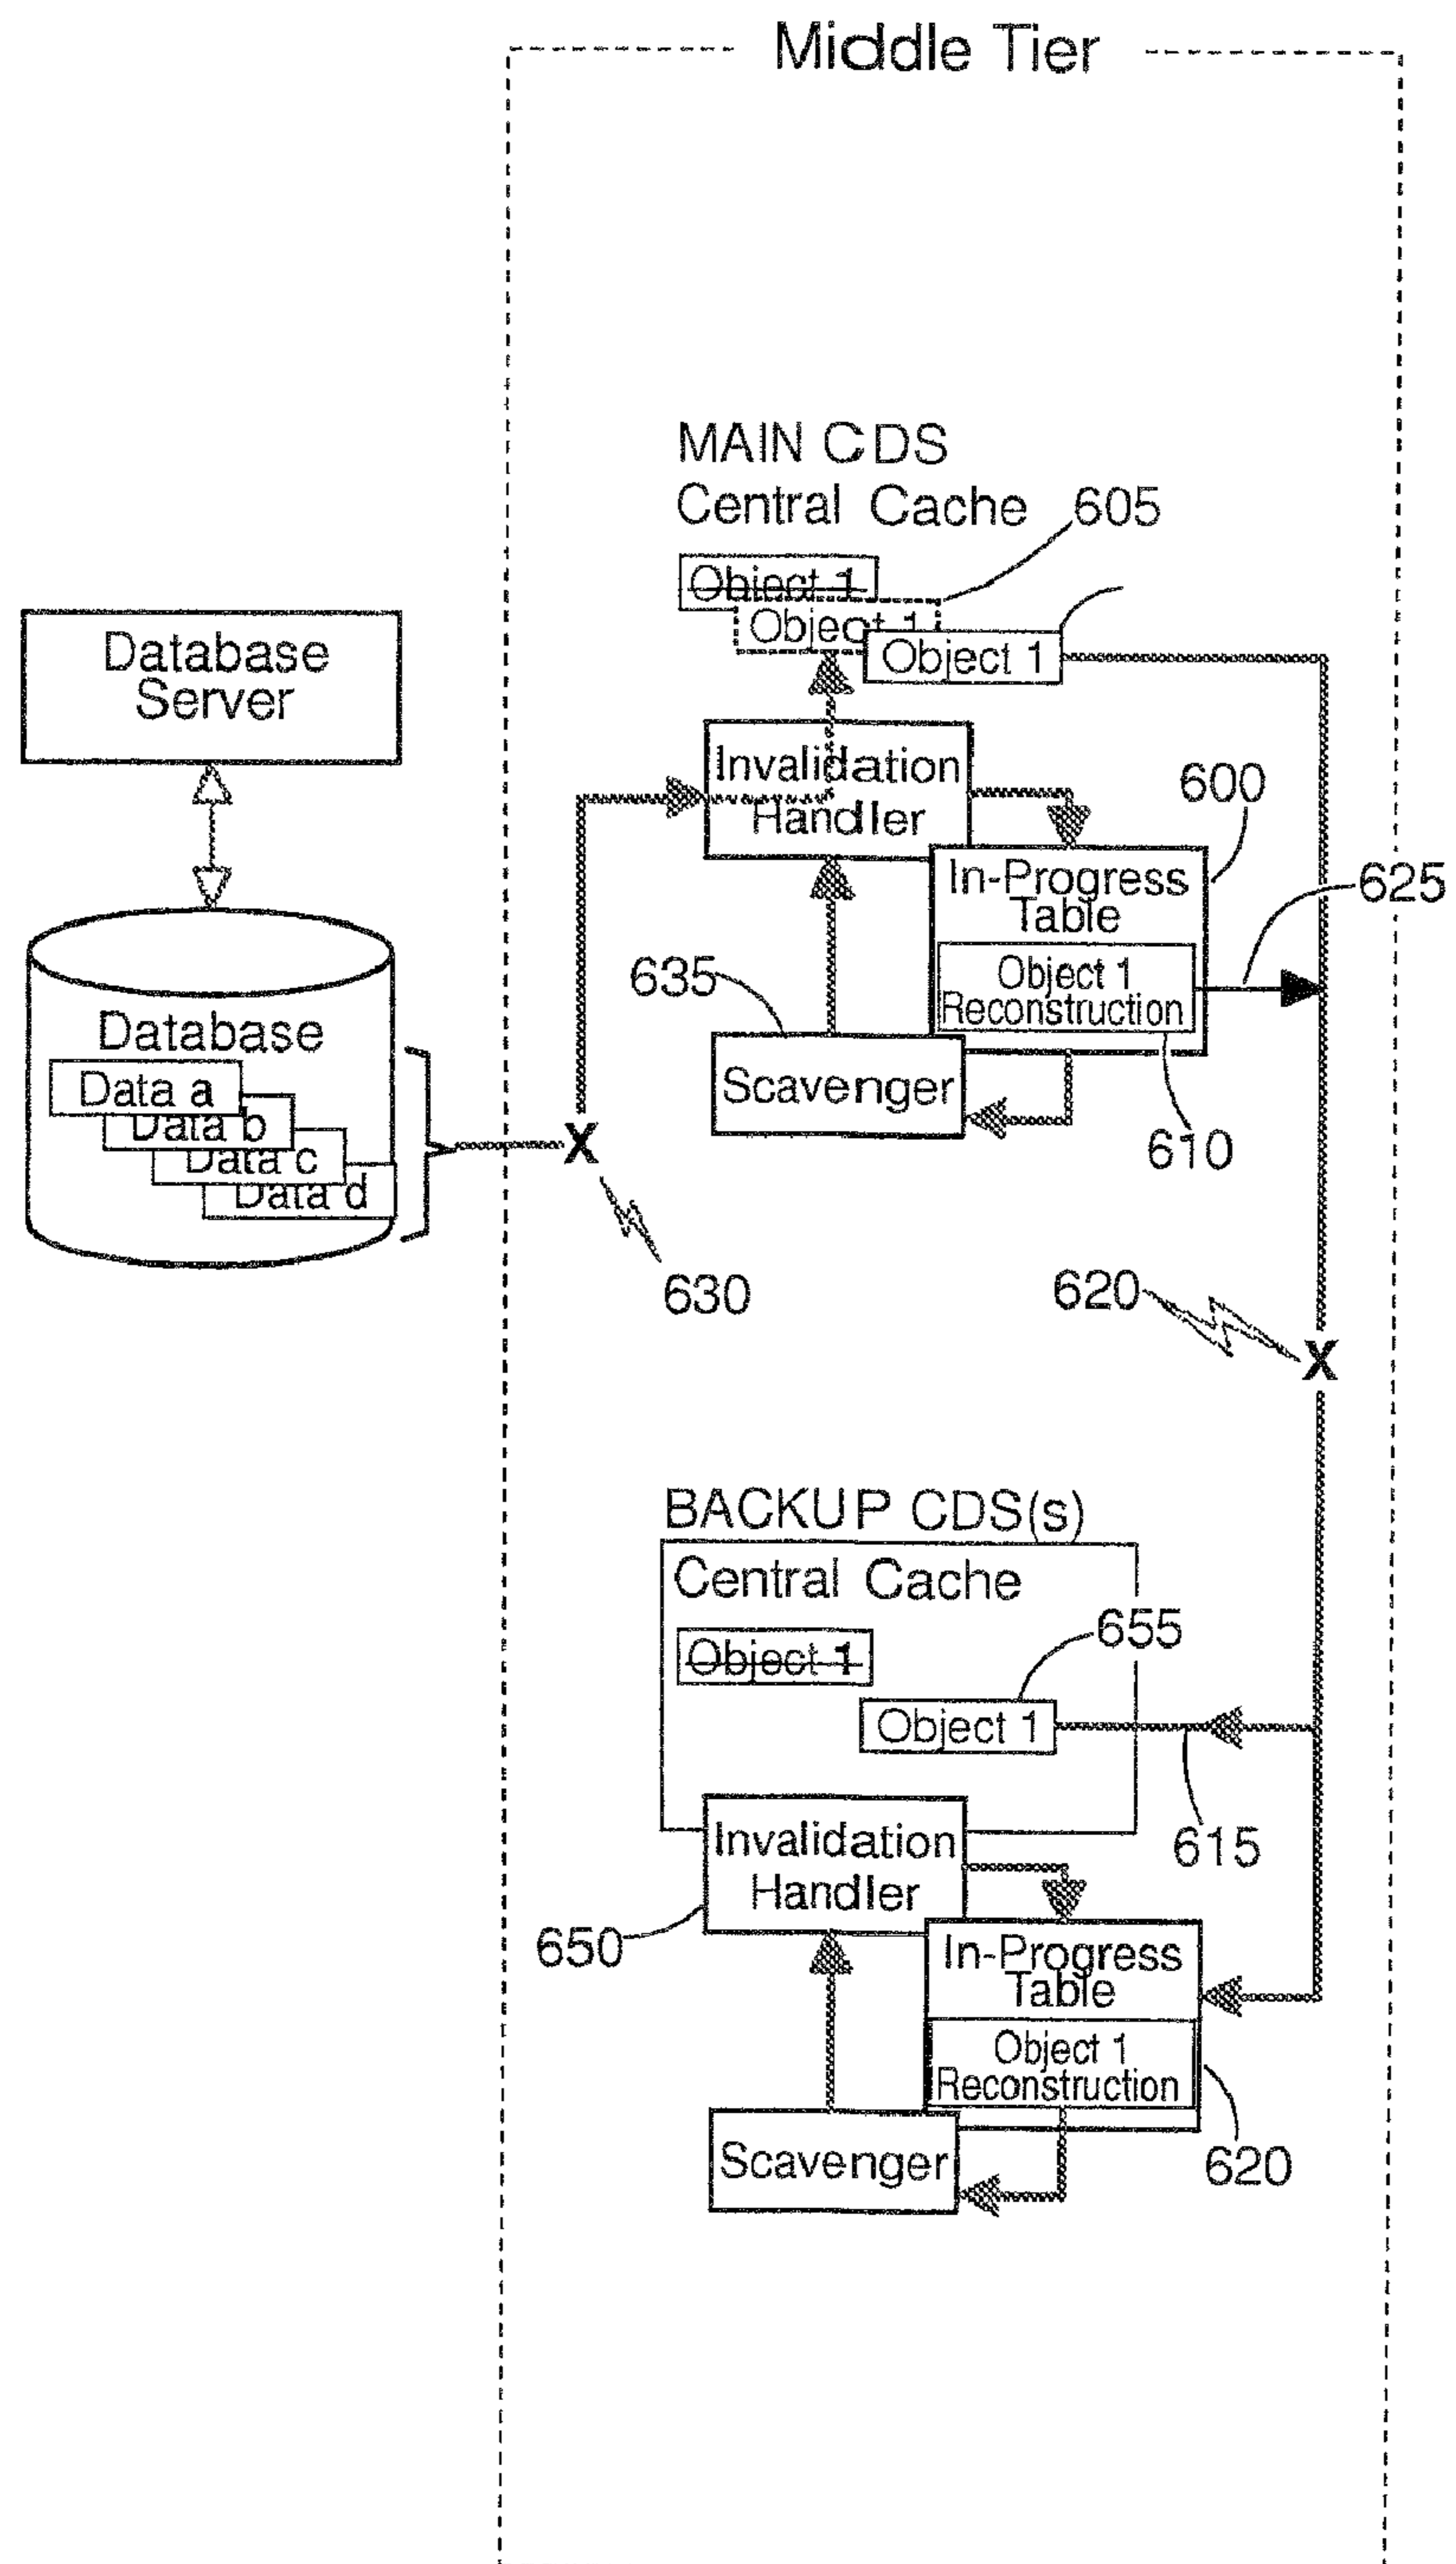 Middle Tier
MAIN CDS
Central Cache
605
Object 1
Object 1
Object 1
Database
Server
Invalidation
Handler
600
In-Progress
Table
625
Object 1
Reconstruction
635
Scavenger
610
Database
Data a
Data b
Data c
Data d
X
630
620
X
BACKUP CDS(s)
Central Cache
655
Object 1
Object 1
615
Invalidation
Handler
650
In-Progress
Table
Object 1
Reconstruction
620
Scavenger